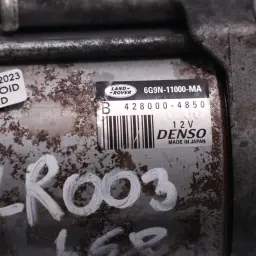 2023
OID
D
LAND-
ROVER
6G9N-11000-MA
B 428000-4850
12V
DENSO
MADE IN JAPAN
-R003